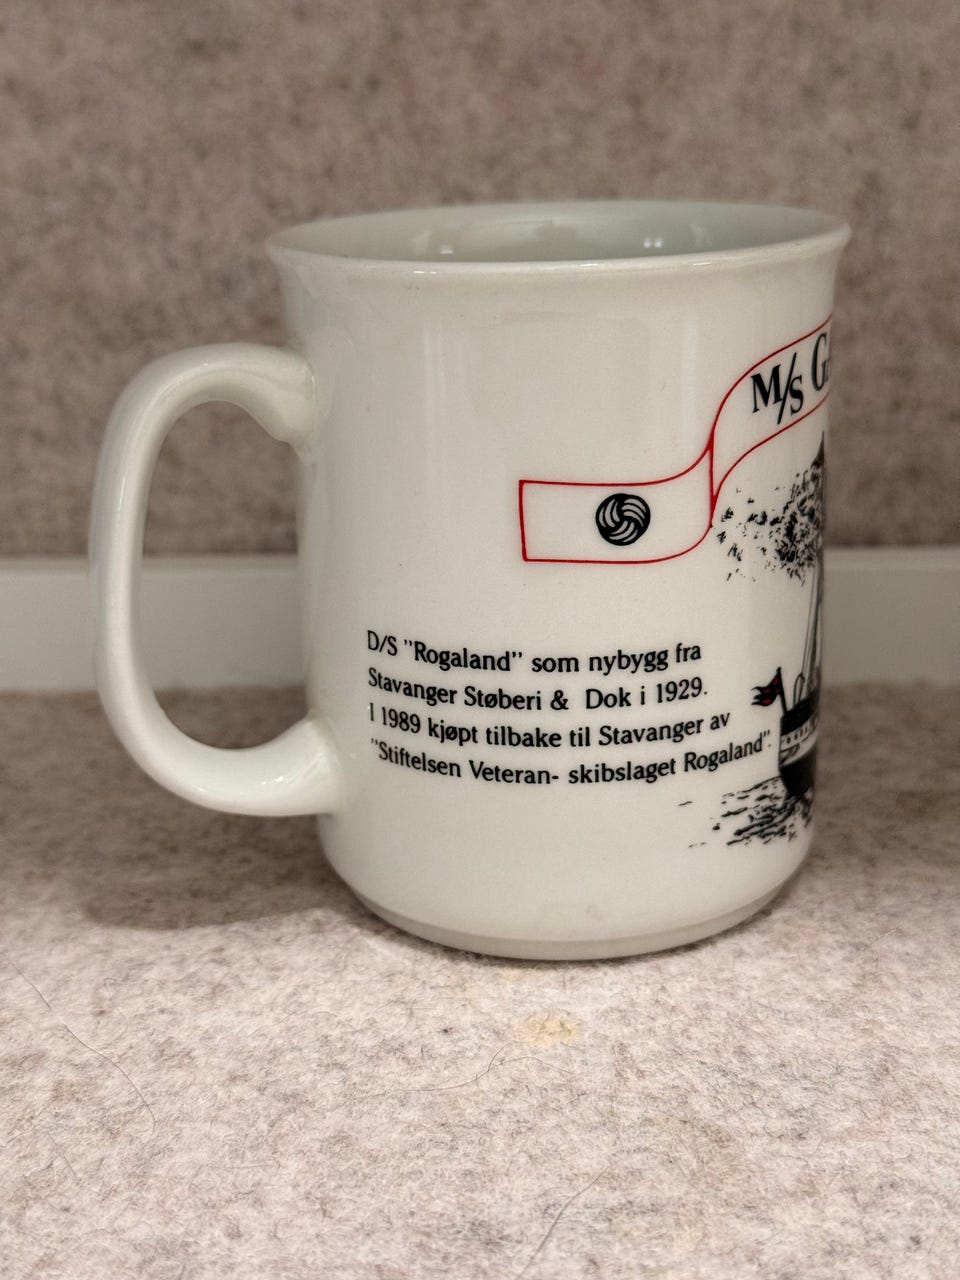 M/S
D/S "Rogaland" som nybygg fra
Stavanger Støberi & Dok i 1929.
I 1989 kjøpt tilbake til Stavanger av
"Stiftelsen Veteran- skibslaget Rogaland".